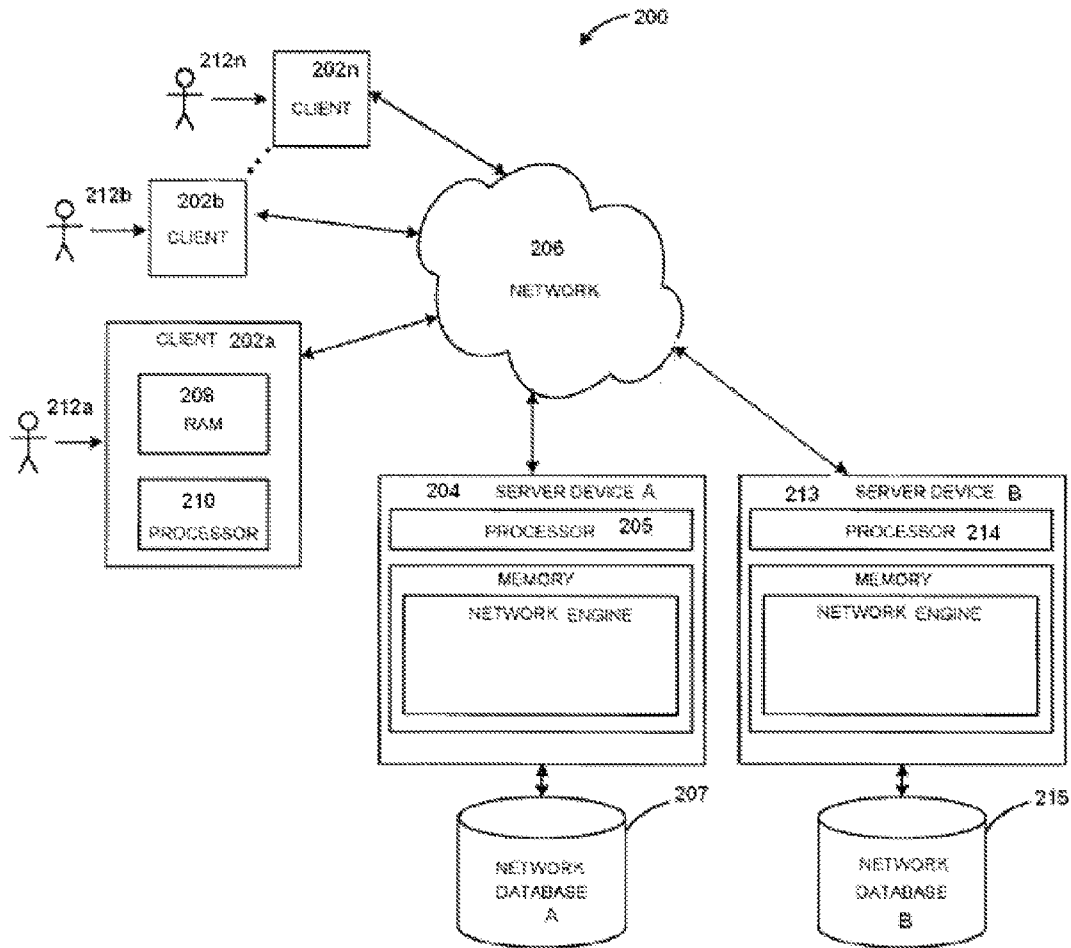 200
212n
202n
CLIENT
212b
202b
CLIENT
206
NETWORK
CLIENT 202a
212a
209
RAM
210
PROCESSOR
204 SERVER DEVICE A
PROCESSOR 205
MEMORY
NETWORK ENGINE
213 SERVER DEVICE B
PROCESSOR 214
MEMORY
NETWORK ENGINE
207
NETWORK
DATABASE
A
215
NETWORK
DATABASE
B